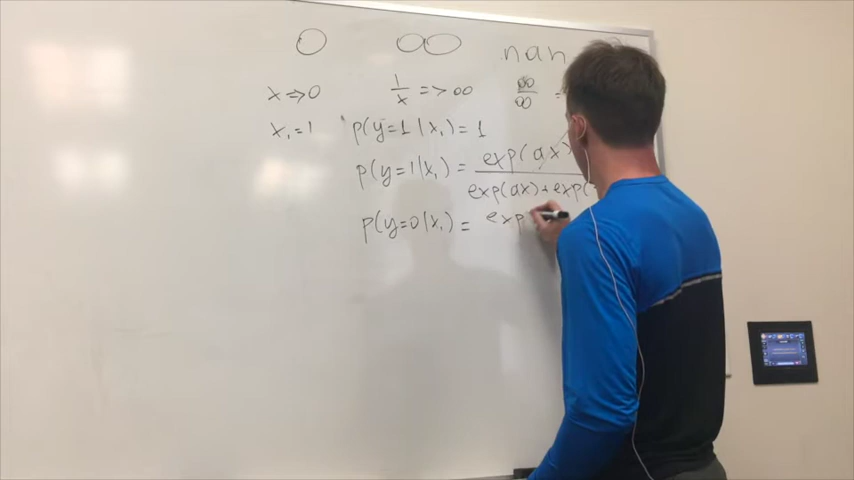 0 ∞ nan
x => 0 1/x => ∞ ∞/∞ =
x₁ = 1 p(y=1|x₁) = 1
p(y=1|x₁) = exp(ax) / exp(ax) + exp(
p(y=0|x₁) = exp